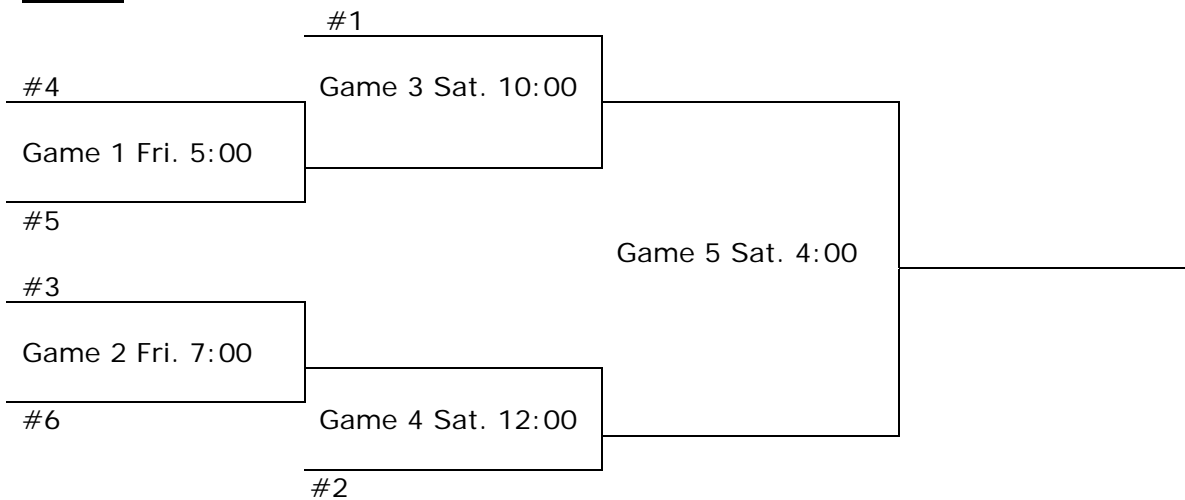 #1
#4
Game 3 Sat. 10:00
Game 1 Fri. 5:00
#5
Game 5 Sat. 4:00
#3
Game 2 Fri. 7:00
#6
Game 4 Sat. 12:00
#2